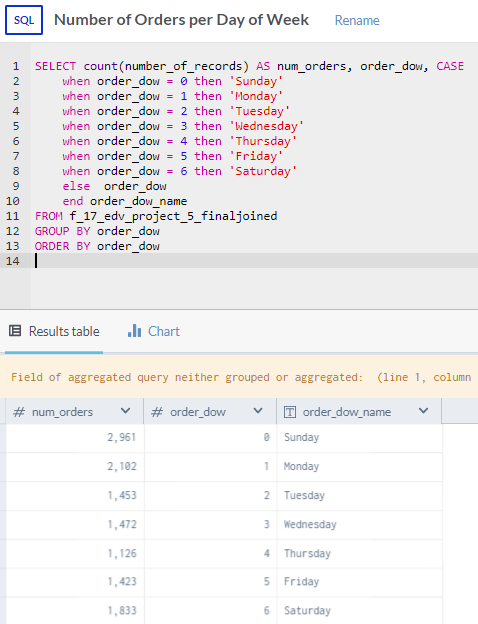 SQL Number of Orders per Day of Week Rename
1 SELECT count(number_of_records) AS num_orders, order_dow, CASE
2 when order_dow = 0 then 'Sunday'
3 when order_dow = 1 then 'Monday'
4 when order_dow = 2 then 'Tuesday'
5 when order_dow = 3 then 'Wednesday'
6 when order_dow = 4 then 'Thursday'
7 when order_dow = 5 then 'Friday'
8 when order_dow = 6 then 'Saturday'
9 else order_dow
10 end order_dow_name
11 FROM f_17_edv_project_5_finaljoined
12 GROUP BY order_dow
13 ORDER BY order_dow
14
Results table Chart
Field of aggregated query neither grouped or aggregated: (line 1, column
# num_orders # order_dow T order_dow_name
2,961 0 Sunday
2,102 1 Monday
1,453 2 Tuesday
1,472 3 Wednesday
1,126 4 Thursday
1,423 5 Friday
1,833 6 Saturday